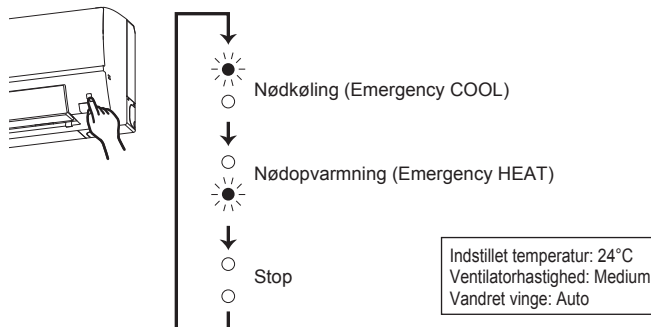 Nødkøling (Emergency COOL)
Nødopvarmning (Emergency HEAT)
Stop
Indstillet temperatur: 24°C
Ventilatorhastighed: Medium
Vandret vinge: Auto